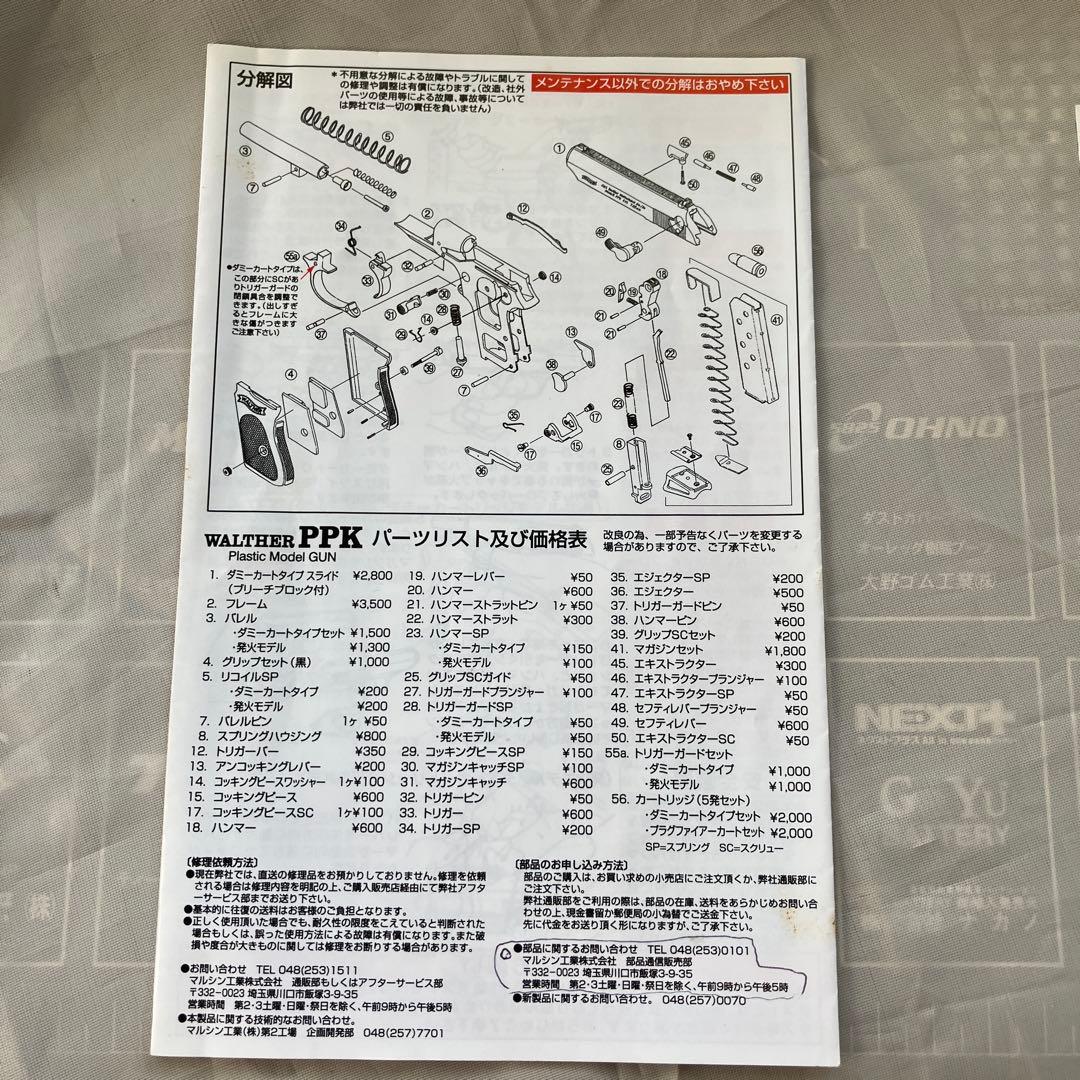 分解図
＊不用意な分解による故障やトラブルに関して
の修理や調整は有償になります。（改造、社外
パーツの使用等による故障、事故等について
は弊社では一切の責任を負いません）
メンテナンス以外での分解はおやめ下さい
●ダミーカートタイプは、
この部分にSCがあ
りトリガーガードの
閉鎖具合を調整で
きます。（出しすぎ
るとフレームに大
きな傷がつきます
ご注意下さい）
WALTHER PPK パーツリスト及び価格表
Plastic Model GUN
改良の為、一部予告なくパーツを変更する
場合がありますので、ご了承下さい。
1. ダミーカートタイプ スライド ¥2,800
（ブリーチブロック付）
2. フレーム ¥3,500
3. バレル
・ダミーカートタイプセット ¥1,500
・発火モデル ¥1,300
4. グリップセット（黒） ¥1,000
5. リコイルSP
・ダミーカートタイプ ¥200
・発火モデル ¥200
7. バレルピン 1ヶ ¥50
8. スプリングハウジング ¥800
12. トリガーバー ¥350
13. アンコッキングレバー ¥200
14. コッキングピースワッシャー 1ヶ¥100
15. コッキングピース ¥600
17. コッキングピースSC 1ヶ¥100
18. ハンマー ¥600
19. ハンマーレバー ¥50
20. ハンマー ¥600
21. ハンマーストラットピン 1ヶ ¥50
22. ハンマーストラット ¥300
23. ハンマーSP
・ダミーカートタイプ ¥150
・発火モデル ¥100
25. グリップSCガイド ¥50
27. トリガーガードプランジャー ¥100
28. トリガーガードSP
・ダミーカートタイプ ¥50
・発火モデル ¥50
29. コッキングピースSP ¥150
30. マガジンキャッチSP ¥100
31. マガジンキャッチ ¥600
32. トリガーピン ¥50
33. トリガー ¥600
34. トリガーSP ¥200
35. エジェクターSP ¥200
36. エジェクター ¥500
37. トリガーガードピン ¥50
38. ハンマーピン ¥600
39. グリップSCセット ¥200
41. マガジンセット ¥1,800
45. エキストラクター ¥300
46. エキストラクタープランジャー ¥100
47. エキストラクターSP ¥50
48. セフティレバープランジャー ¥50
49. セフティレバー ¥600
50. エキストラクターSC ¥50
55a. トリガーガードセット
・ダミーカートタイプ ¥1,000
・発火モデル ¥1,000
56. カートリッジ（5発セット）
・ダミーカートタイプセット ¥2,000
・プラグファイアーカートセット ¥2,000
SP=スプリング SC=スクリュー
〔修理依頼方法〕
●現在弊社では、直送の修理品をお預かりしておりません。修理を依頼
される場合は修理内容を明記の上、ご購入販売店経由にて弊社アフタ
ーサービス部までお送り下さい。
●基本的に往復の送料はお客様のご負担となります。
●正しく使用頂いた場合でも、耐久性の限度をこえていると判断された
場合もしくは、誤った使用方法による故障は有償になります。また破
損や度合が大きものに関しては修理をお断りする場合があります。
●お問い合わせ TEL 048(253)1511
マルシン工業株式会社 通販部もしくはアフターサービス部
〒332-0023 埼玉県川口市飯塚3-9-35
営業時間 第2・3土曜・日曜・祭日を除く、午前9時から午後5時
●本製品に関する技術的なお問い合わせ。
マルシン工業（株）第2工場 企画開発部 048(257)7701
〔部品のお申し込み方法〕
部品のご購入は、お買い求めの小売店にご注文頂くか、弊社通販部に
ご注文下さい。
弊社通販部をご利用の際は、部品の在庫、送料をあらかじめお問い合
わせの上、現金書留か郵便局の小為替でご送金下さい。
先に代金をお送り頂く形になりますが、ご了承下さい。
●部品に関するお問い合わせ TEL 048(253)0101
マルシン工業株式会社 部品通信販売部
〒332-0023 埼玉県川口市飯塚3-9-35
営業時間 第2・3土曜・日曜・祭日を除く、午前9時から午後5時
●新製品に関するお問い合わせ。 048(257)0070
5825 OHNO
大野ゴム工業㈱
NEXT+